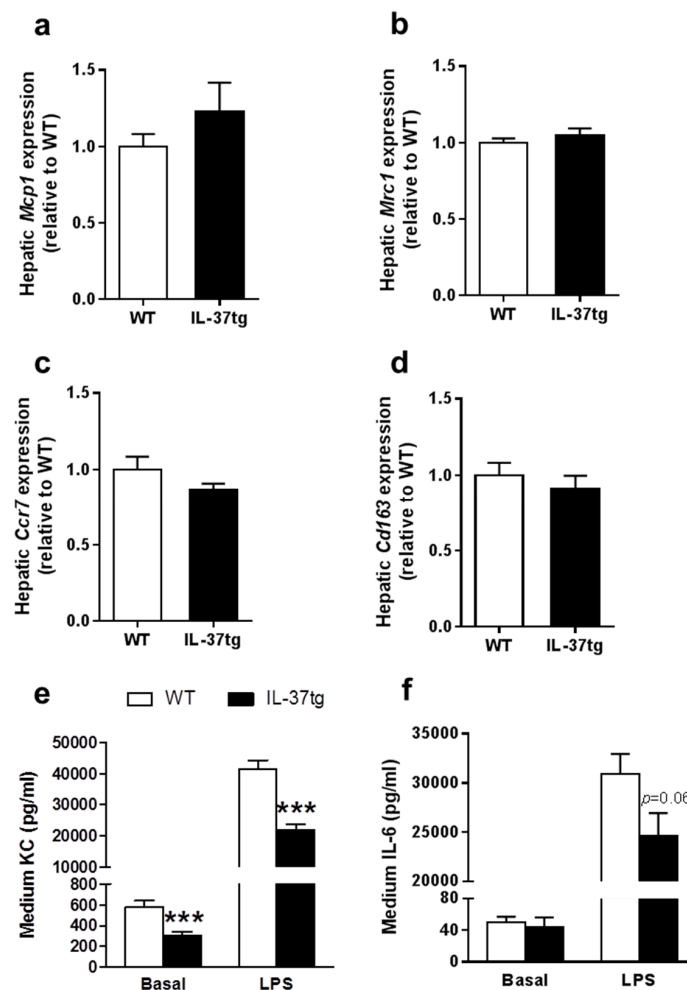 a
Hepatic Mcp1 expression
(relative to WT)
1.5
1.0
0.5
0.0
WT IL-37tg
b
Hepatic Mrc1 expression
(relative to WT)
1.5
1.0
0.5
0.0
WT IL-37tg
c
Hepatic Ccr7 expression
(relative to WT)
1.5
1.0
0.5
0.0
WT IL-37tg
d
Hepatic Cd163 expression
(relative to WT)
1.5
1.0
0.5
0.0
WT IL-37tg
e
WT IL-37tg
Medium KC (pg/ml)
50000
40000
30000
20000
10000
800
600
400
200
0
***
***
Basal LPS
f
Medium IL-6 (pg/ml)
35000
30000
25000
20000
80
40
0
p=0.06
Basal LPS